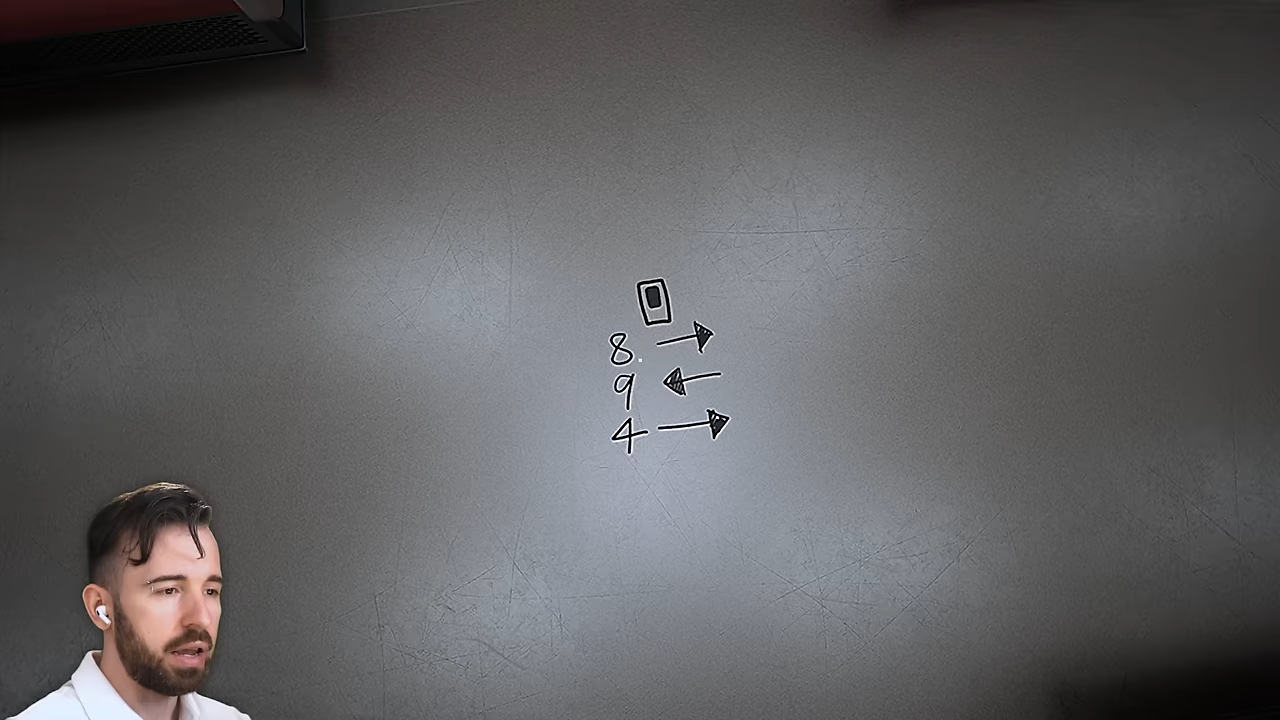 8. →
9 ←
4 →